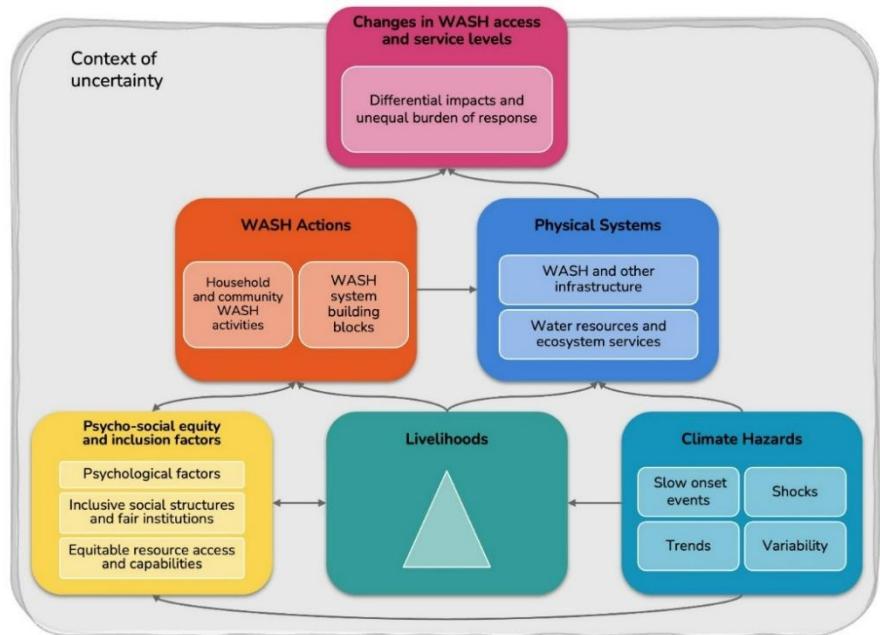 Changes in WASH access
and service levels
Differential impacts and
unequal burden of response
Context of
uncertainty
WASH Actions
Household
and community
WASH
activities
WASH
system
building
blocks
Physical Systems
WASH and other
infrastructure
Water resources and
ecosystem services
Psycho-social equity
and inclusion factors
Psychological factors
Inclusive social structures
and fair institutions
Equitable resource access
and capabilities
Livelihoods
Climate Hazards
Slow onset
events
Shocks
Trends
Variability